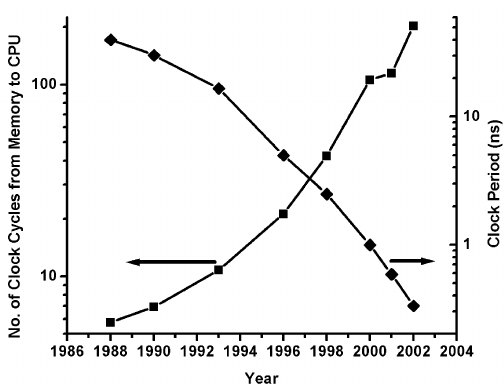 No. of Clock Cycles from Memory to CPU
100
10
10
1
Clock Period (ns)
1986 1988 1990 1992 1994 1996 1998 2000 2002 2004
Year